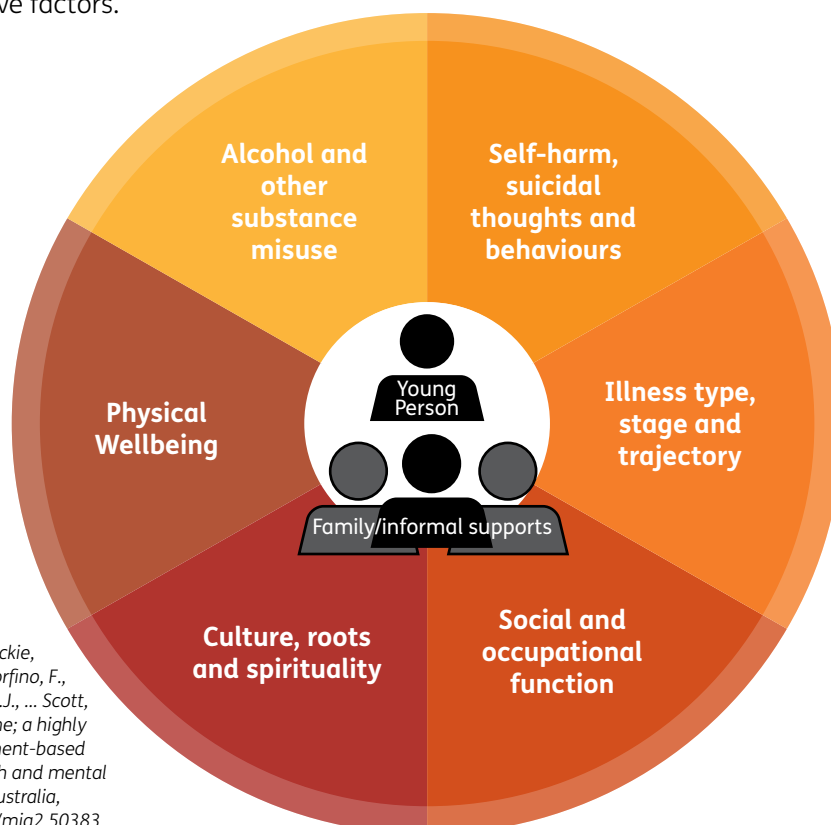 ve factors.
Alcohol and
other
substance
misuse
Self-harm,
suicidal
thoughts and
behaviours
Physical
Wellbeing
Young
Person
Illness type,
stage and
trajectory
Family/informal supports
Culture, roots
and spirituality
Social and
occupational
function
ckie,
orfino, F.,
.J., ... Scott,
ne; a highly
ment-based
h and mental
ustralia,
/mja2.50383